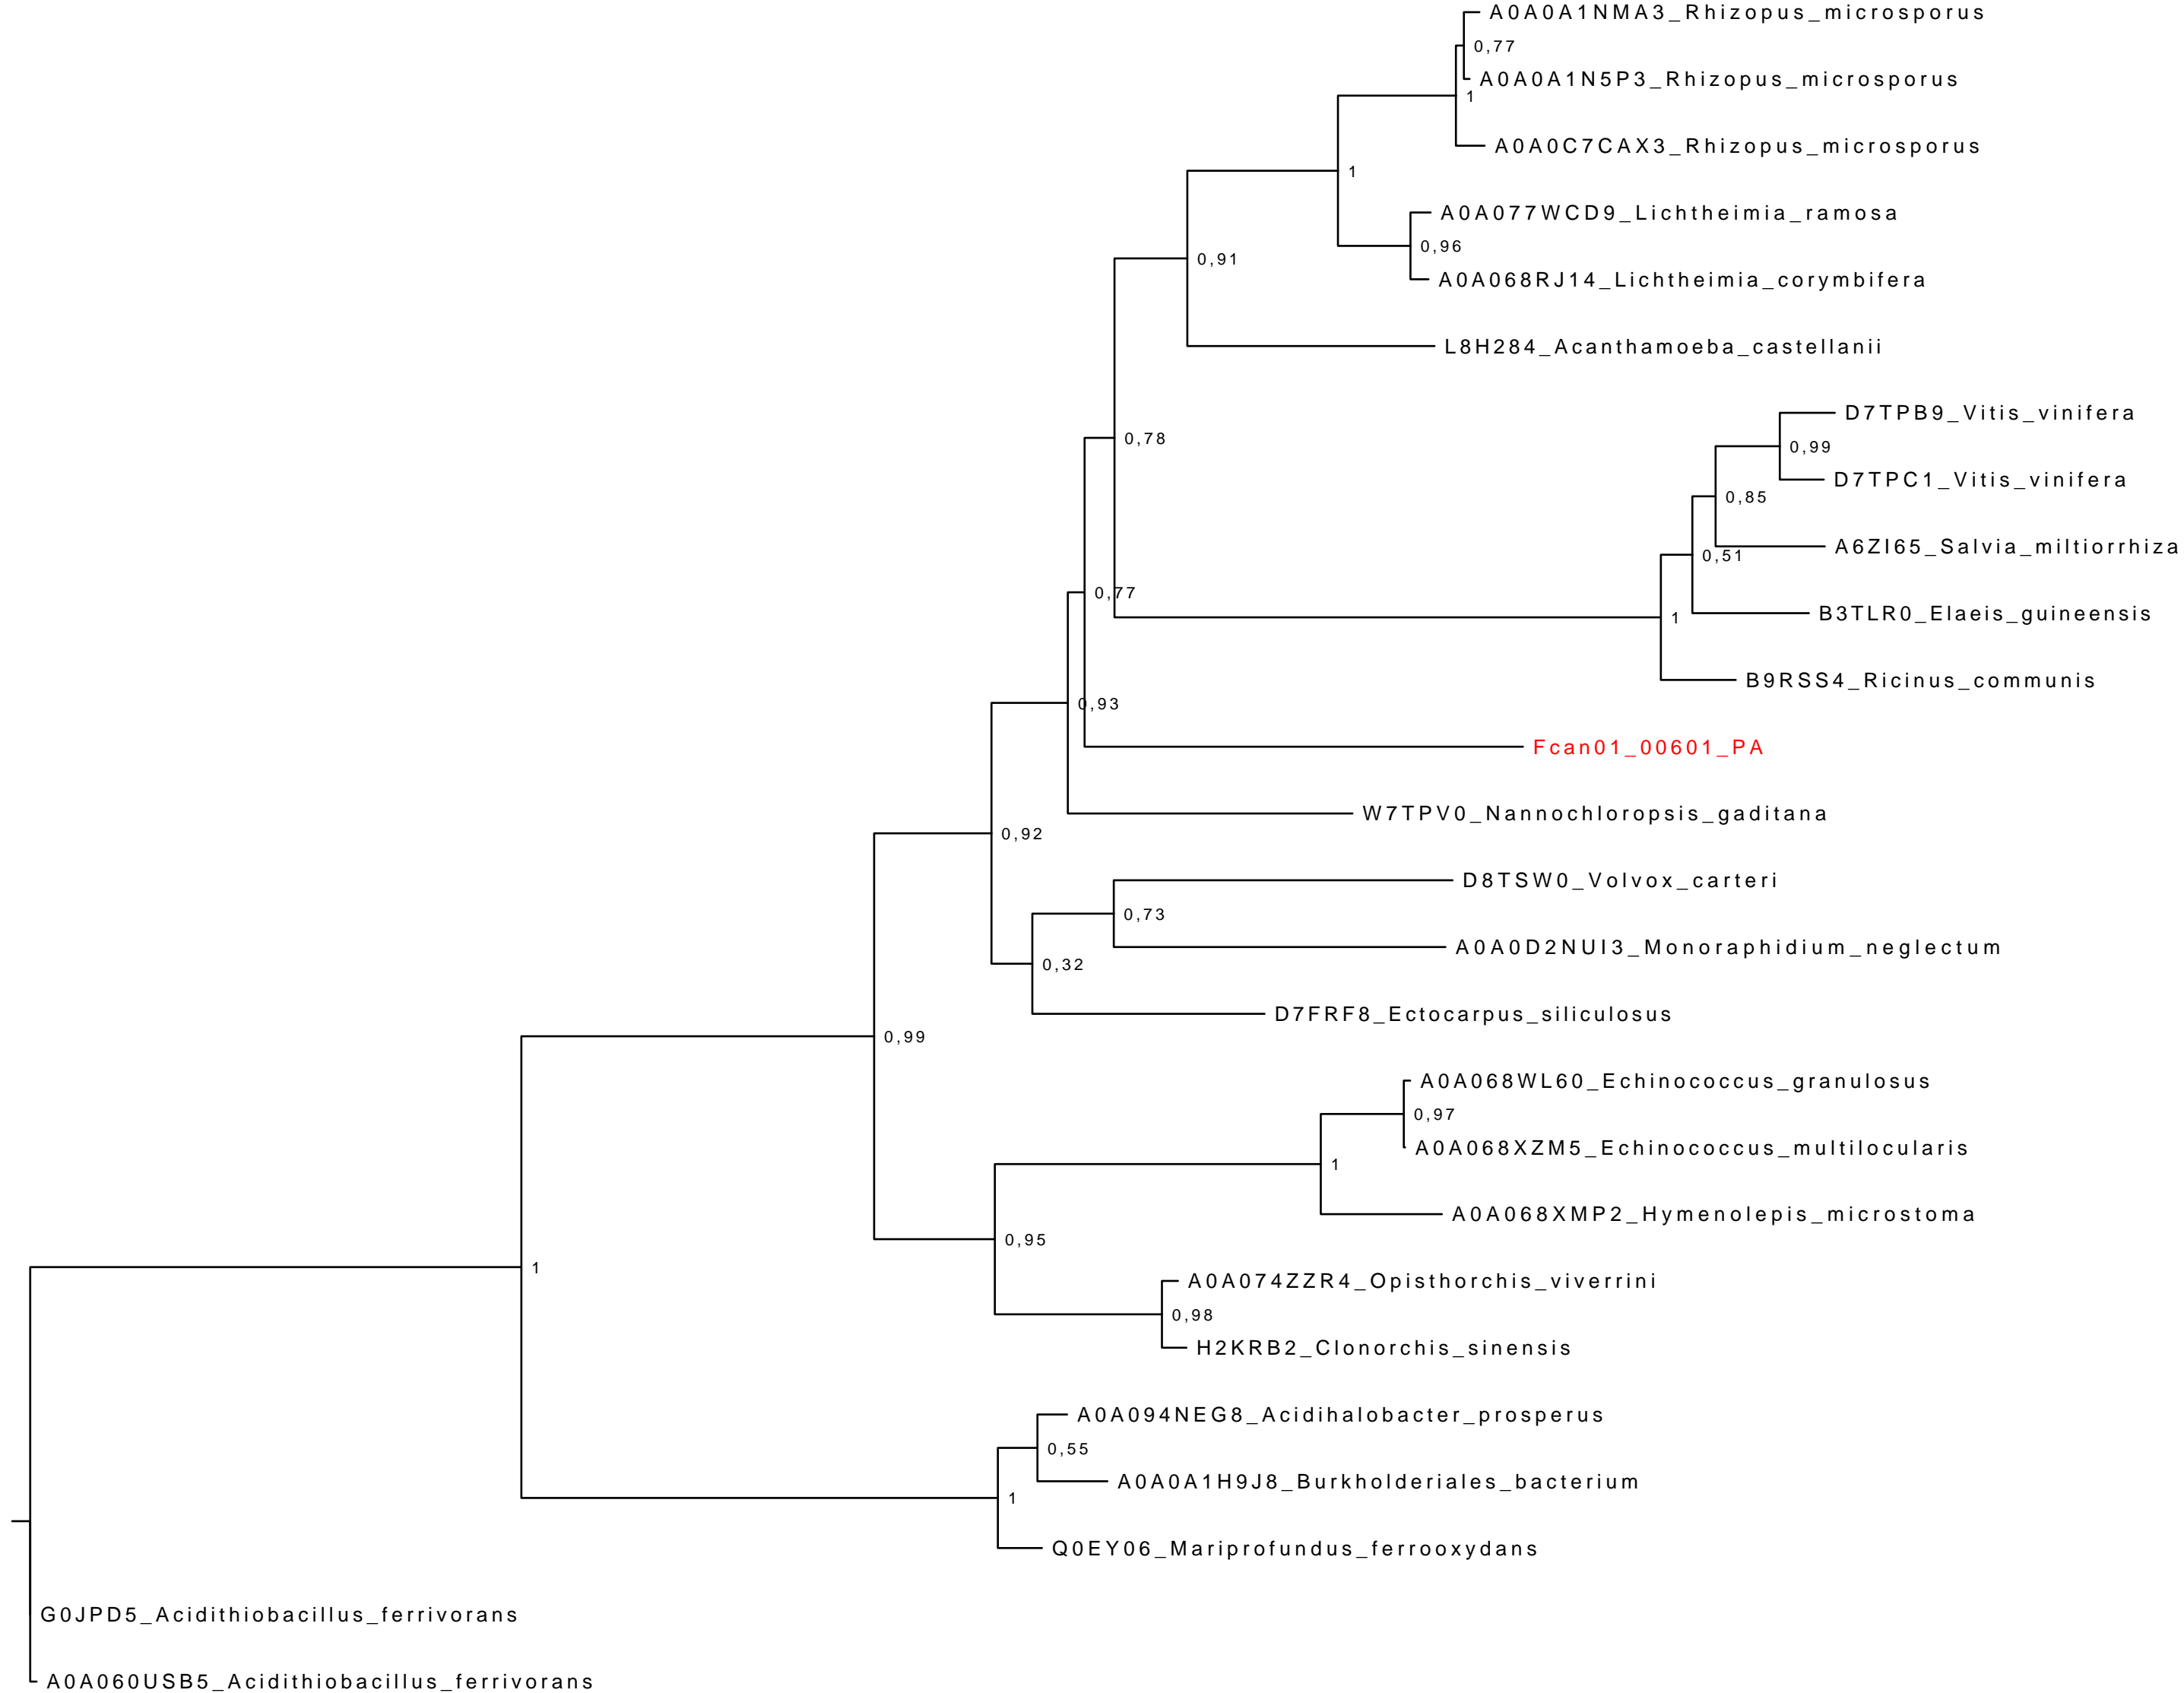 A0A0A1NMA3_Rhizopus_microsporus
0,77
A0A0A1N5P3_Rhizopus_microsporus
1
A0A0C7CAX3_Rhizopus_microsporus
1
A0A077WCD9_Lichtheimia_ramosa
0,96
0,91
A0A068RJ14_Lichtheimia_corymbifera
L8H284_Acanthamoeba_castellanii
D7TPB9_Vitis_vinifera
0,78
0,99
D7TPC1_Vitis_vinifera
0,85
A6ZI65_Salvia_miltiorrhiza
0,51
0,77
B3TLR0_Elaeis_guineensis
1
B9RSS4_Ricinus_communis
0,93
Fcan01_00601_PA
W7TPV0_Nannochloropsis_gaditana
0,92
D8TSW0_Volvox_carteri
0,73
A0A0D2NUI3_Monoraphidium_neglectum
0,32
D7FRF8_Ectocarpus_siliculosus
0,99
A0A068WL60_Echinococcus_granulosus
0,97
A0A068XZM5_Echinococcus_multilocularis
1
A0A068XMP2_Hymenolepis_microstoma
0,95
1
A0A074ZZR4_Opisthorchis_viverrini
0,98
H2KRB2_Clonorchis_sinensis
A0A094NEG8_Acidihalobacter_prosperus
0,55
A0A0A1H9J8_Burkholderiales_bacterium
1
Q0EY06_Mariprofundus_ferrooxydans
G0JPD5_Acidithiobacillus_ferrivorans
A0A060USB5_Acidithiobacillus_ferrivorans